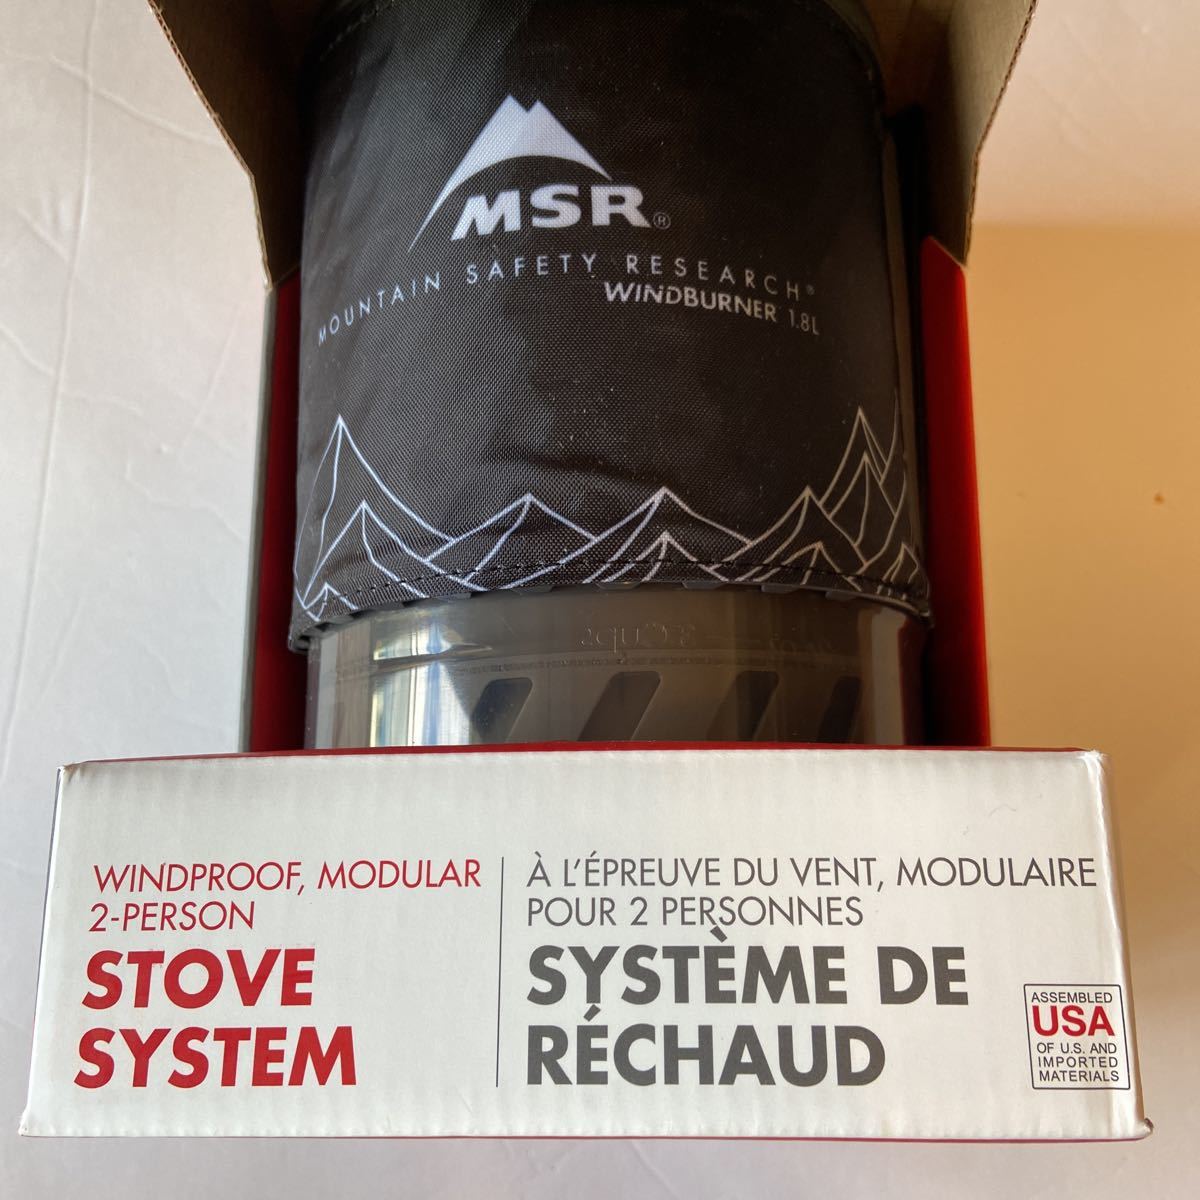 MSR®
MOUNTAIN SAFETY RESEARCH®
WINDBURNER 1.8L
WINDPROOF, MODULAR
2-PERSON
STOVE
SYSTEM
À L'ÉPREUVE DU VENT, MODULAIRE
POUR 2 PERSONNES
SYSTÈME DE
RÉCHAUD
ASSEMBLED
USA
OF U.S. AND
IMPORTED
MATERIALS